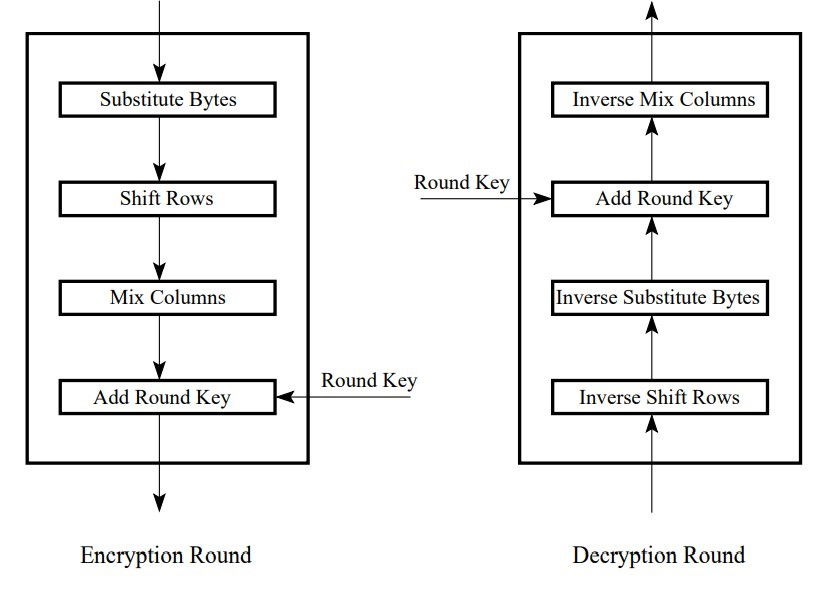 Substitute Bytes
Shift Rows
Mix Columns
Add Round Key
Round Key
Encryption Round
Inverse Mix Columns
Round Key
Add Round Key
Inverse Substitute Bytes
Inverse Shift Rows
Decryption Round